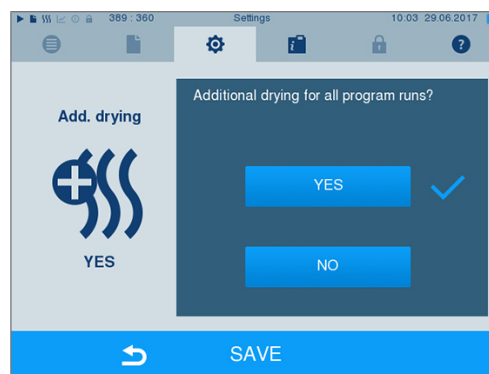 389 : 360 Settings 10:03 29.06.2017
Additional drying for all program runs?
Add. drying
YES
YES
NO
SAVE